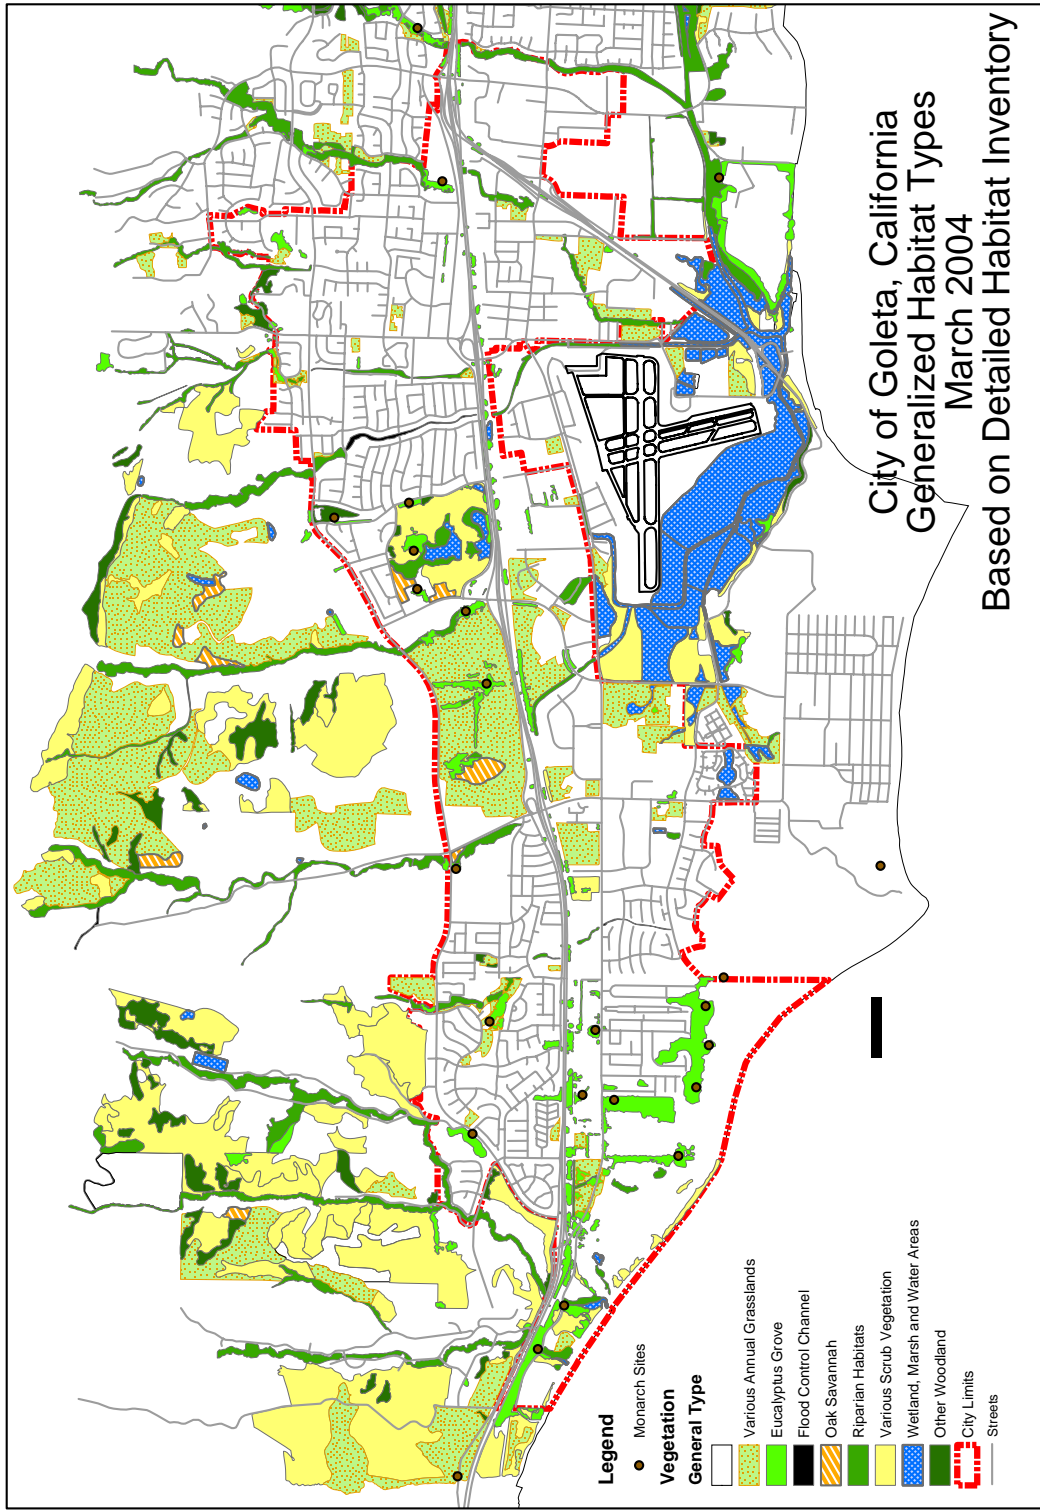 City of Goleta, California
Generalized Habitat Types
March 2004
Based on Detailed Habitat Inventory
Legend
Monarch Sites
Vegetation
General Type
Various Annual Grasslands
Eucalyptus Grove
Flood Control Channel
Oak Savannah
Riparian Habitats
Various Scrub Vegetation
Wetland, Marsh and Water Areas
Other Woodland
City Limits
Streets